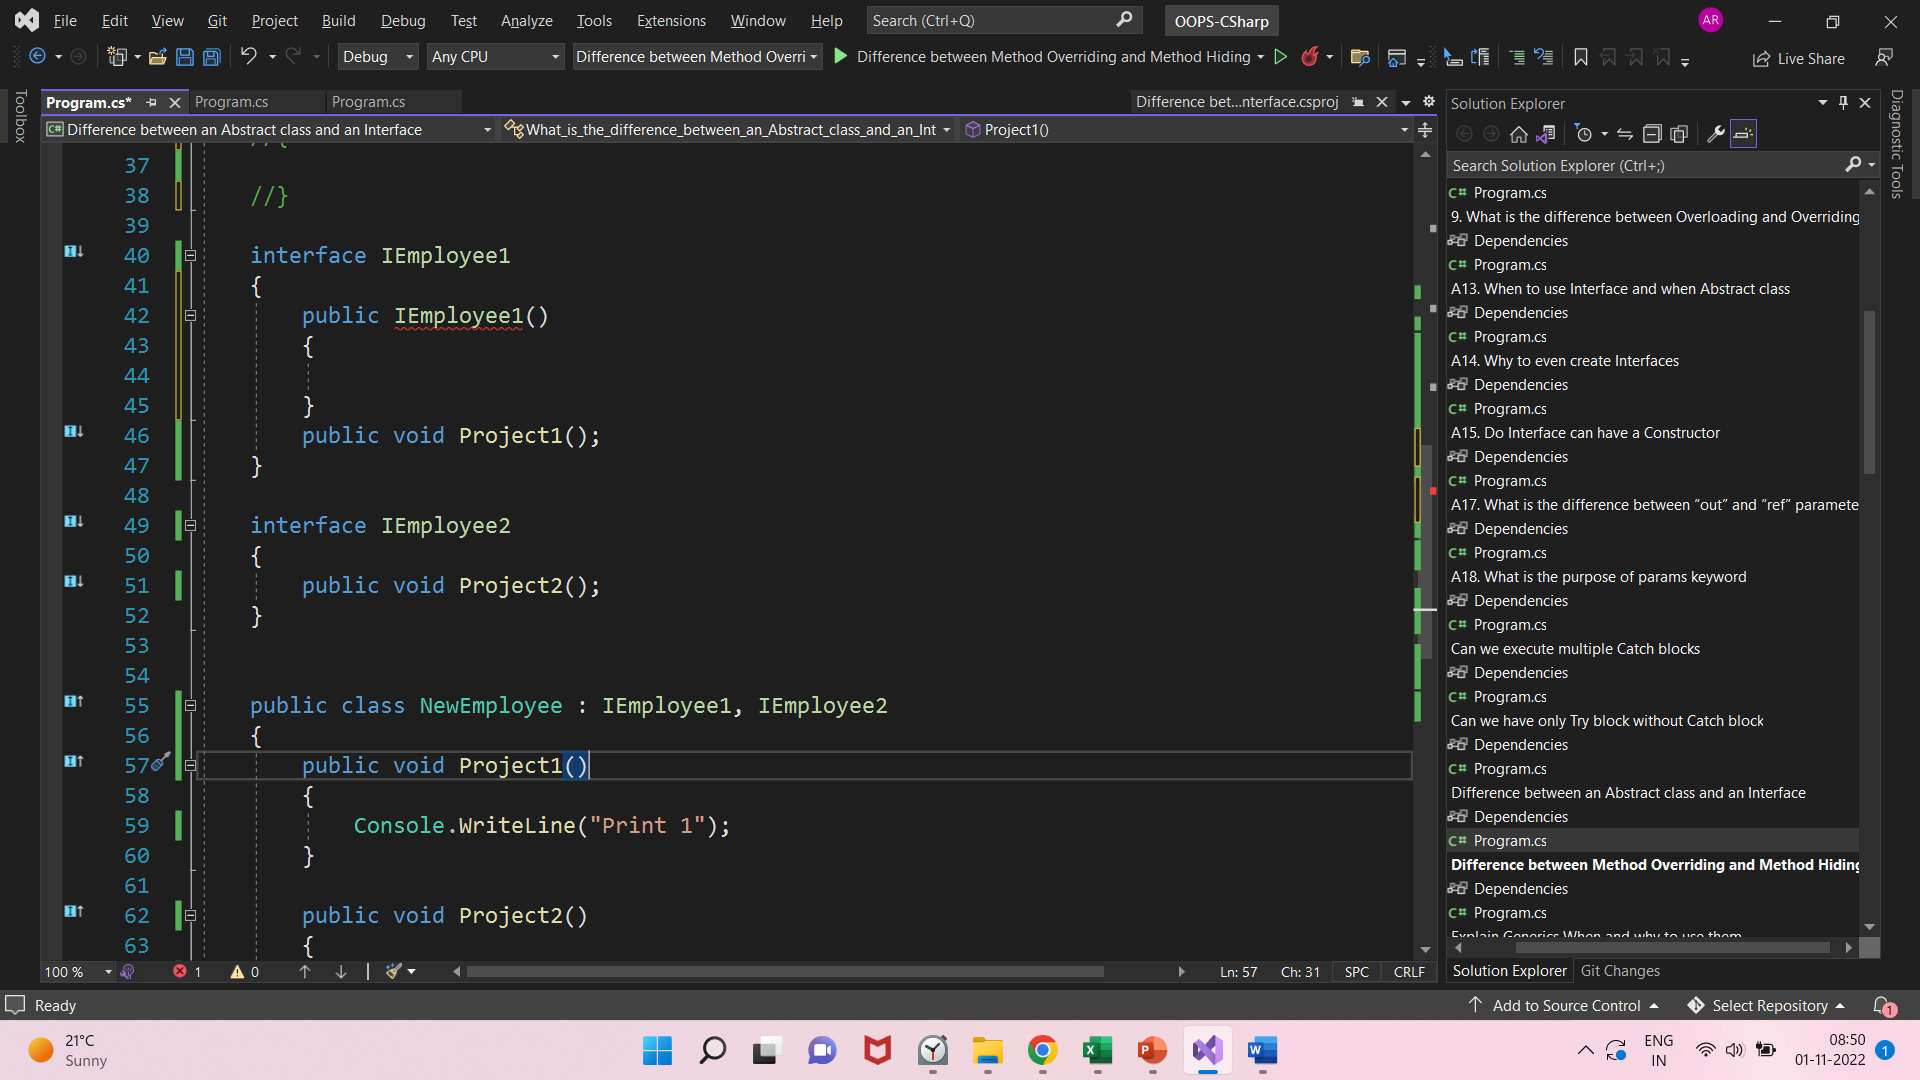 File Edit View Git Project Build Debug Test Analyze Tools Extensions Window Help Search (Ctrl+Q) OOPS-CSharp AR
Debug Any CPU Difference between Method Overri Difference between Method Overriding and Method Hiding Live Share
Toolbox
Program.cs* Program.cs Program.cs Difference bet...nterface.csproj
Difference between an Abstract class and an Interface What_is_the_difference_between_an_Abstract_class_and_an_Int Project1()
37
38 //}
39
40 interface IEmployee1
41 {
42 public IEmployee1()
43 {
44
45 }
46 public void Project1();
47 }
48
49 interface IEmployee2
50 {
51 public void Project2();
52 }
53
54
55 public class NewEmployee : IEmployee1, IEmployee2
56 {
57 public void Project1()
58 {
59 Console.WriteLine("Print 1");
60 }
61
62 public void Project2()
63 {
100 % 1 0 Ln: 57 Ch: 31 SPC CRLF
Solution Explorer
Search Solution Explorer (Ctrl+;)
C# Program.cs
9. What is the difference between Overloading and Overriding
Dependencies
C# Program.cs
A13. When to use Interface and when Abstract class
Dependencies
C# Program.cs
A14. Why to even create Interfaces
Dependencies
C# Program.cs
A15. Do Interface can have a Constructor
Dependencies
C# Program.cs
A17. What is the difference between “out” and “ref” paramete
Dependencies
C# Program.cs
A18. What is the purpose of params keyword
Dependencies
C# Program.cs
Can we execute multiple Catch blocks
Dependencies
C# Program.cs
Can we have only Try block without Catch block
Dependencies
C# Program.cs
Difference between an Abstract class and an Interface
Dependencies
C# Program.cs
Difference between Method Overriding and Method Hiding
Dependencies
C# Program.cs
Explain Generics When and why to use them
Solution Explorer Git Changes
Diagnostic Tools
Ready Add to Source Control Select Repository 1
21°C
Sunny
ENG
IN
08:50
01-11-2022
1